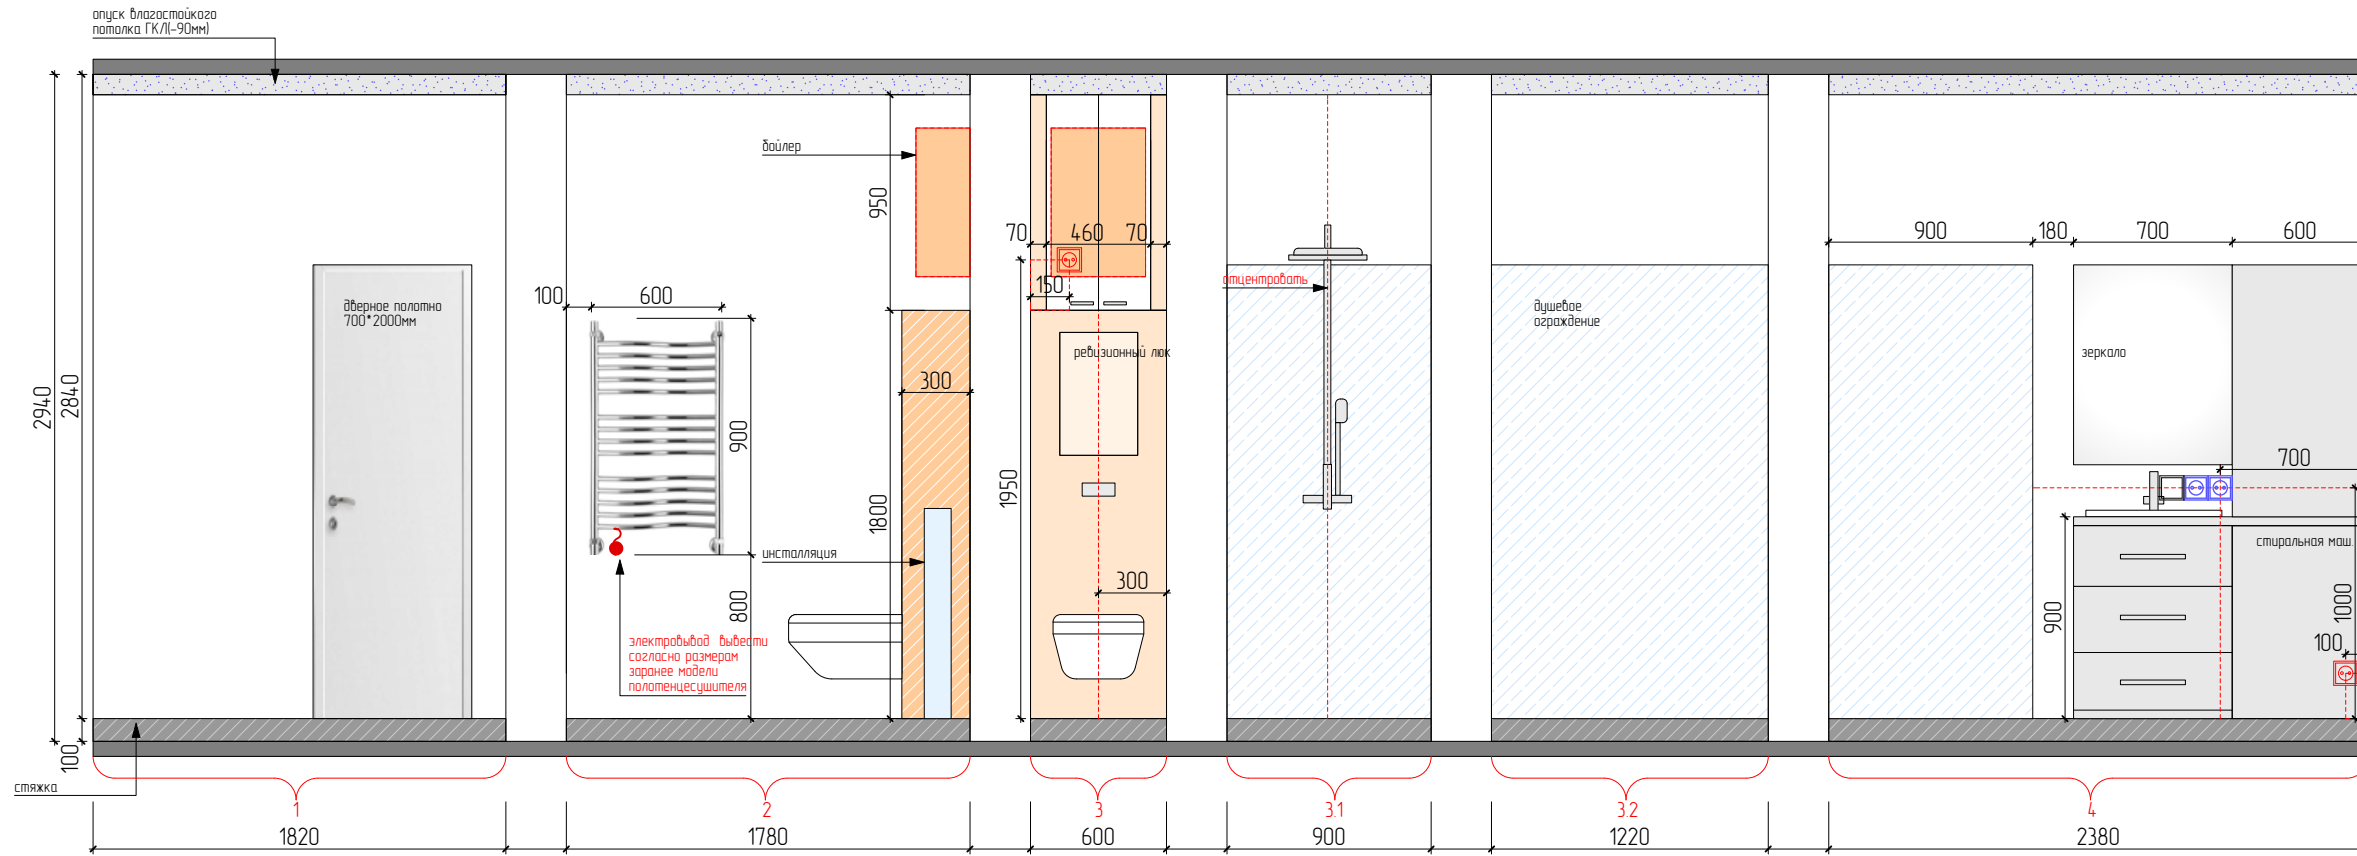 опуск влагостойкого
потолка ГКЛ(-90мм)
2940
2840
100
стяжка
дверное полотно
700*2000мм
1
1820
100
600
900
800
электровывод вывести
согласно размерам
заранее модели
полотенцесушителя
бойлер
950
300
1800
инсталляция
2
1780
70
460
70
150
ревизионный люк
1950
300
3
600
отцентровать
3.1
900
душевое
ограждение
3.2
1220
900
180
700
600
зеркало
700
стиральная маш.
900
1000
100
4
2380